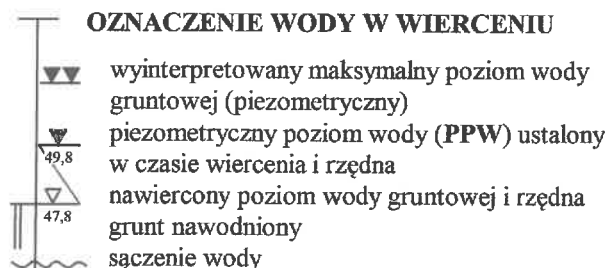 OZNACZENIE WODY W WIERCENIU
wyinterpretowany maksymalny poziom wody
gruntowej (piezometryczny)
piezometryczny poziom wody (PPW) ustalony
49,8
w czasie wiercenia i rzędna
nawiercony poziom wody gruntowej i rzędna
47,8
grunt nawodniony
sączenie wody